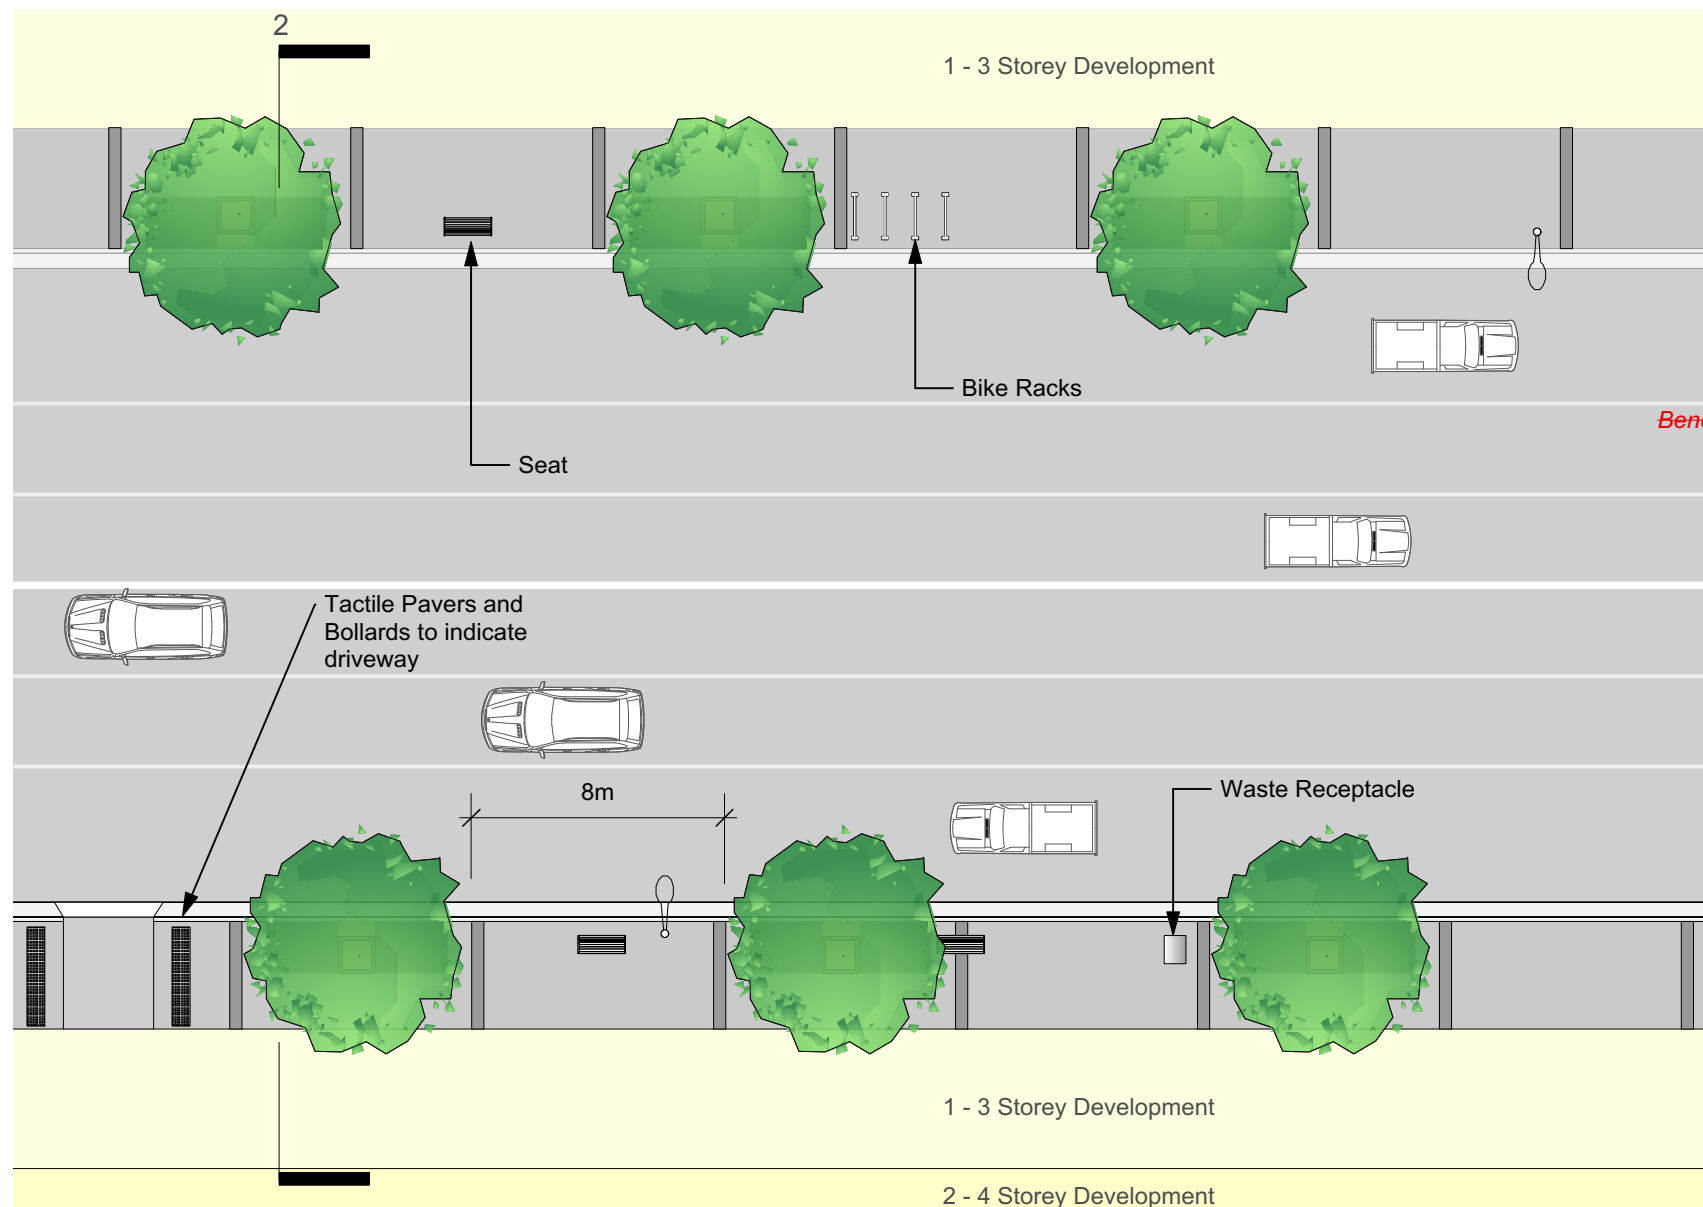 2
1 - 3 Storey Development
Bike Racks
Seat
Tactile Pavers and
Bollards to indicate
driveway
8m
Waste Receptacle
1 - 3 Storey Development
2 - 4 Storey Development